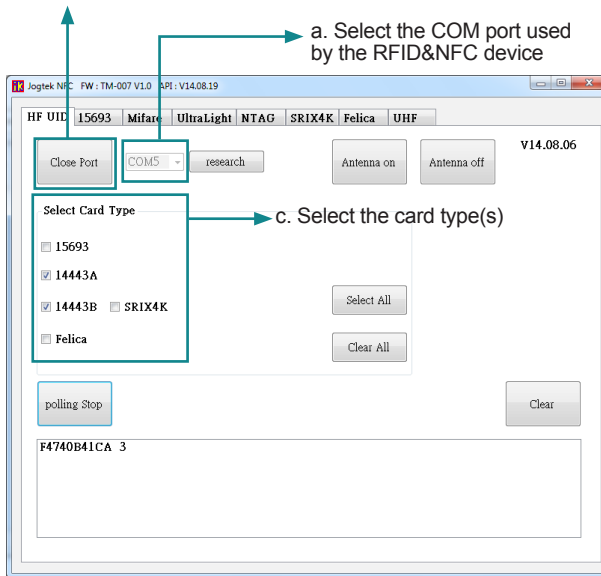 a. Select the COM port used
by the RFID&NFC device
Jogtek NFC FW : TM-007 V1.0 API : V14.08.19
HF UID 15693 Mifare UltraLight NTAG SRIX4K Felica UHF
V14.08.06
Close Port COM5 research Antenna on Antenna off
Select Card Type
c. Select the card type(s)
15693
14443A
14443B SRIX4K
Select All
Felica
Clear All
polling Stop Clear
F4740B41CA 3